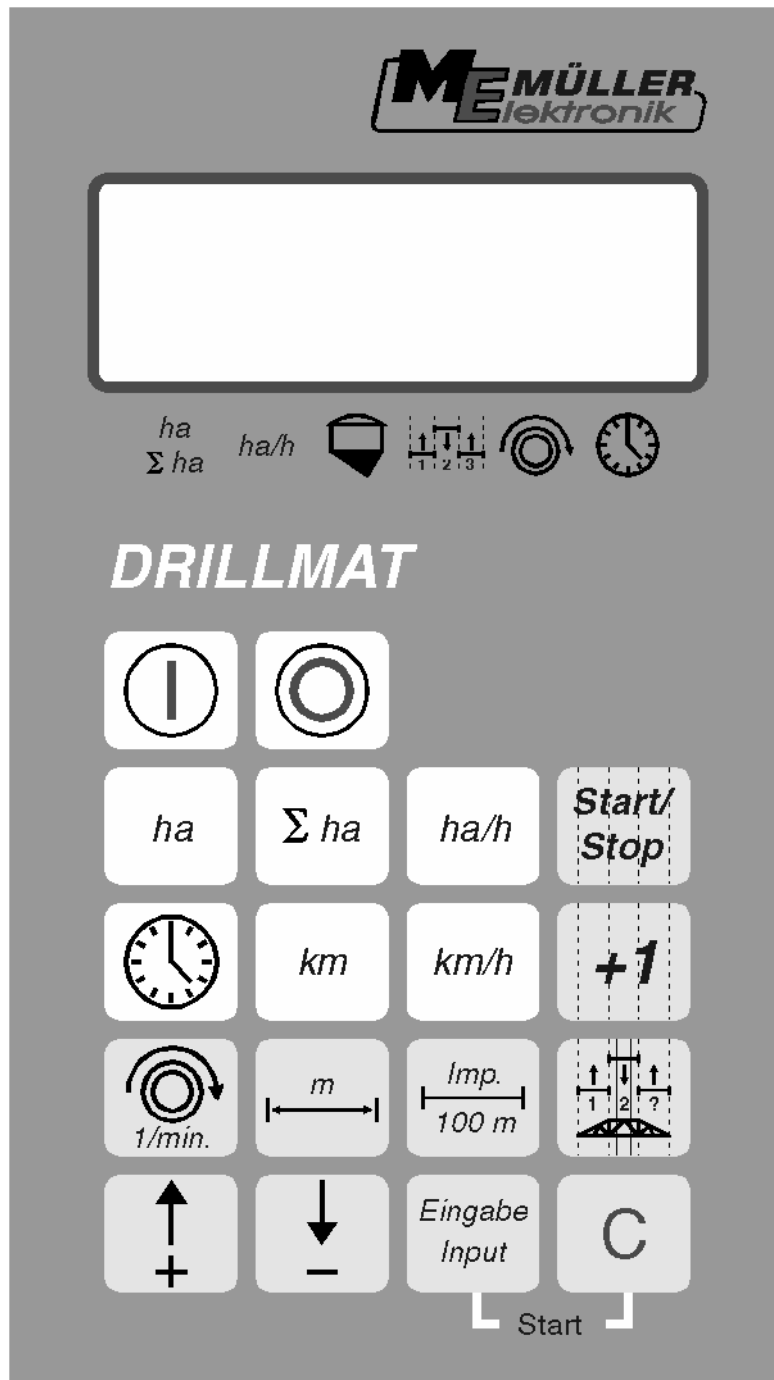 ME MÜLLER
Elektronik
ha
Σ ha
ha/h
1 2 3
DRILLMAT
ha
Σ ha
ha/h
Start/
Stop
km
km/h
+1
1/min.
m
Imp.
100 m
1 2 ?
+
−
Eingabe
Input
C
Start